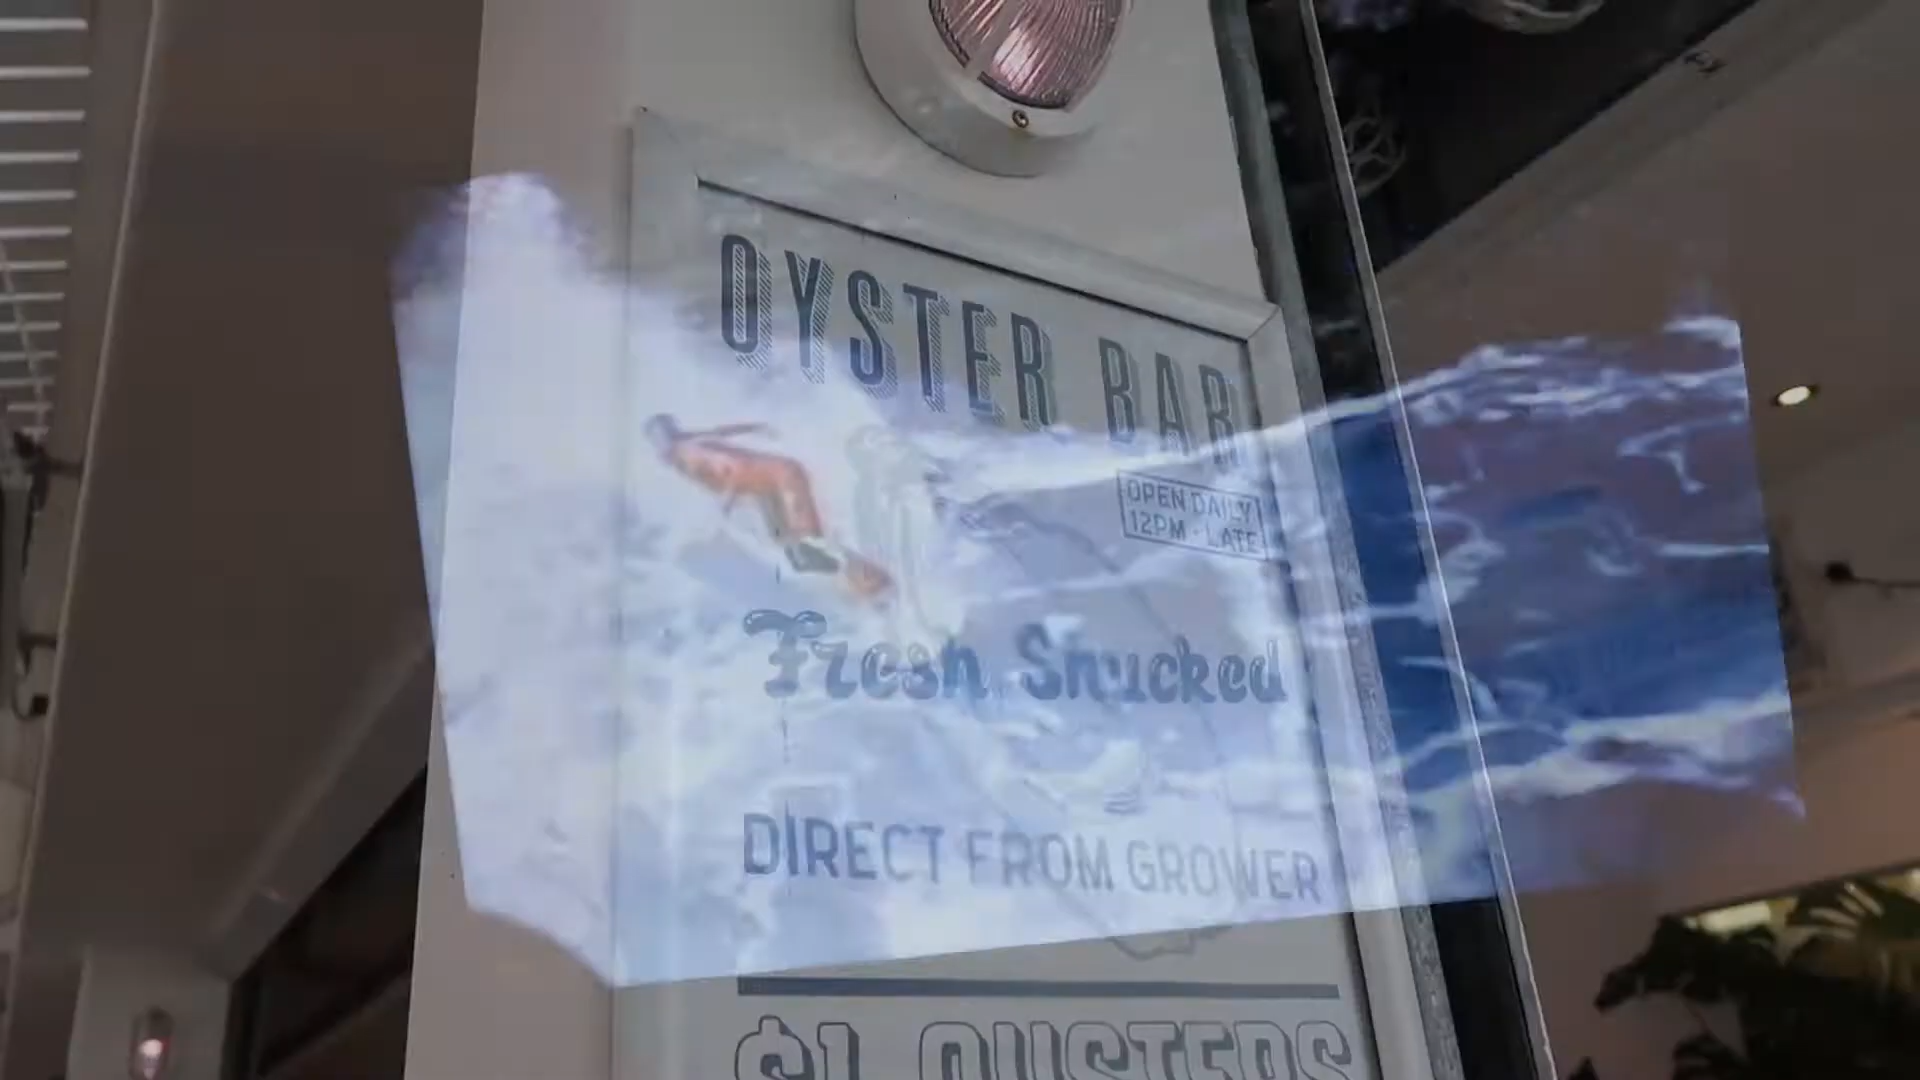 OYSTER BAR
OPEN DAILY
12PM - LATE
Fresh Shucked
DIRECT FROM GROWER
$1 OYSTERS